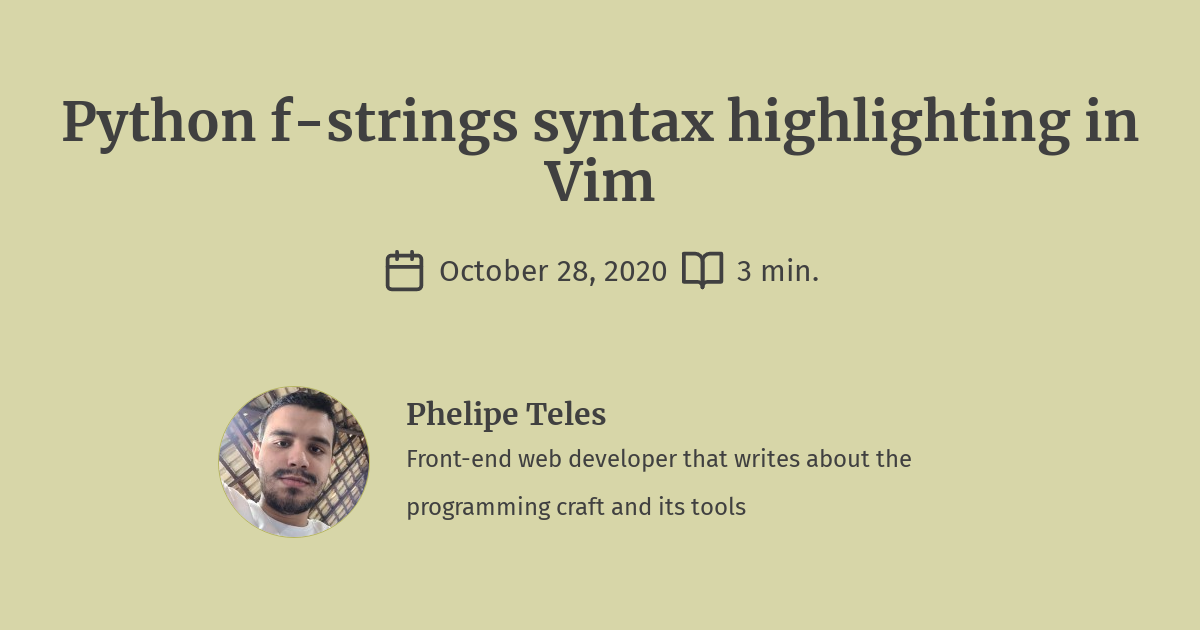 Python f-strings syntax highlighting in
Vim
October 28, 2020 3 min.
Phelipe Teles
Front-end web developer that writes about the
programming craft and its tools